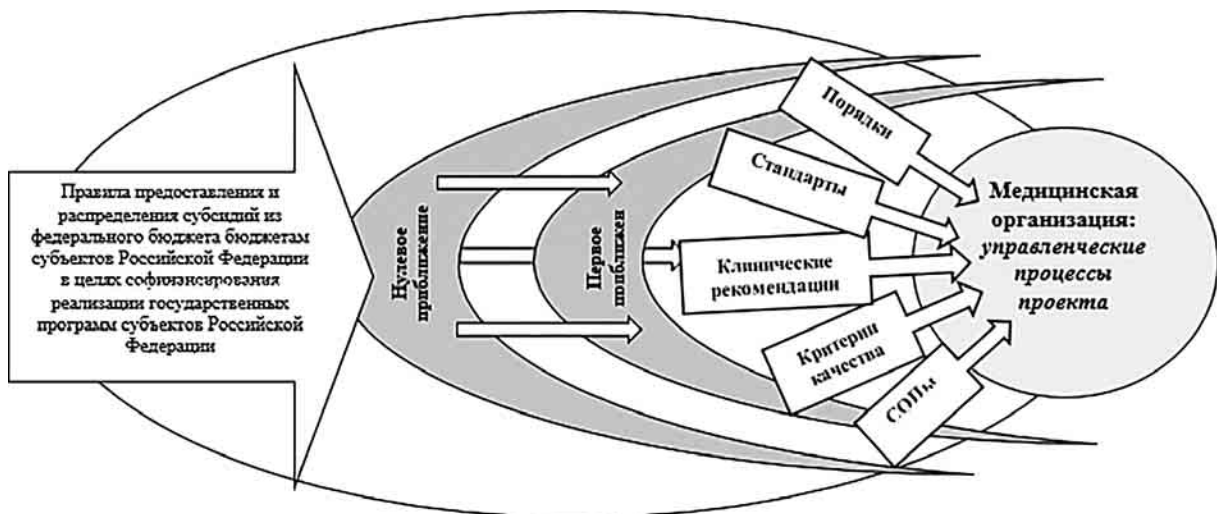 Правила предоставления и
распределения субсидий из
федерального бюджета бюджетам
субъектов Российской Федерации
в целях софинансирования
реализации государственных
программ субъектов Российской
Федерации
Нулевое
приближение
Первое
приближен
Порядки
Стандарты
Клинические
рекомендации
Критерии
качества
СОПы
Медицинская
организация:
управленческие
процессы
проекта